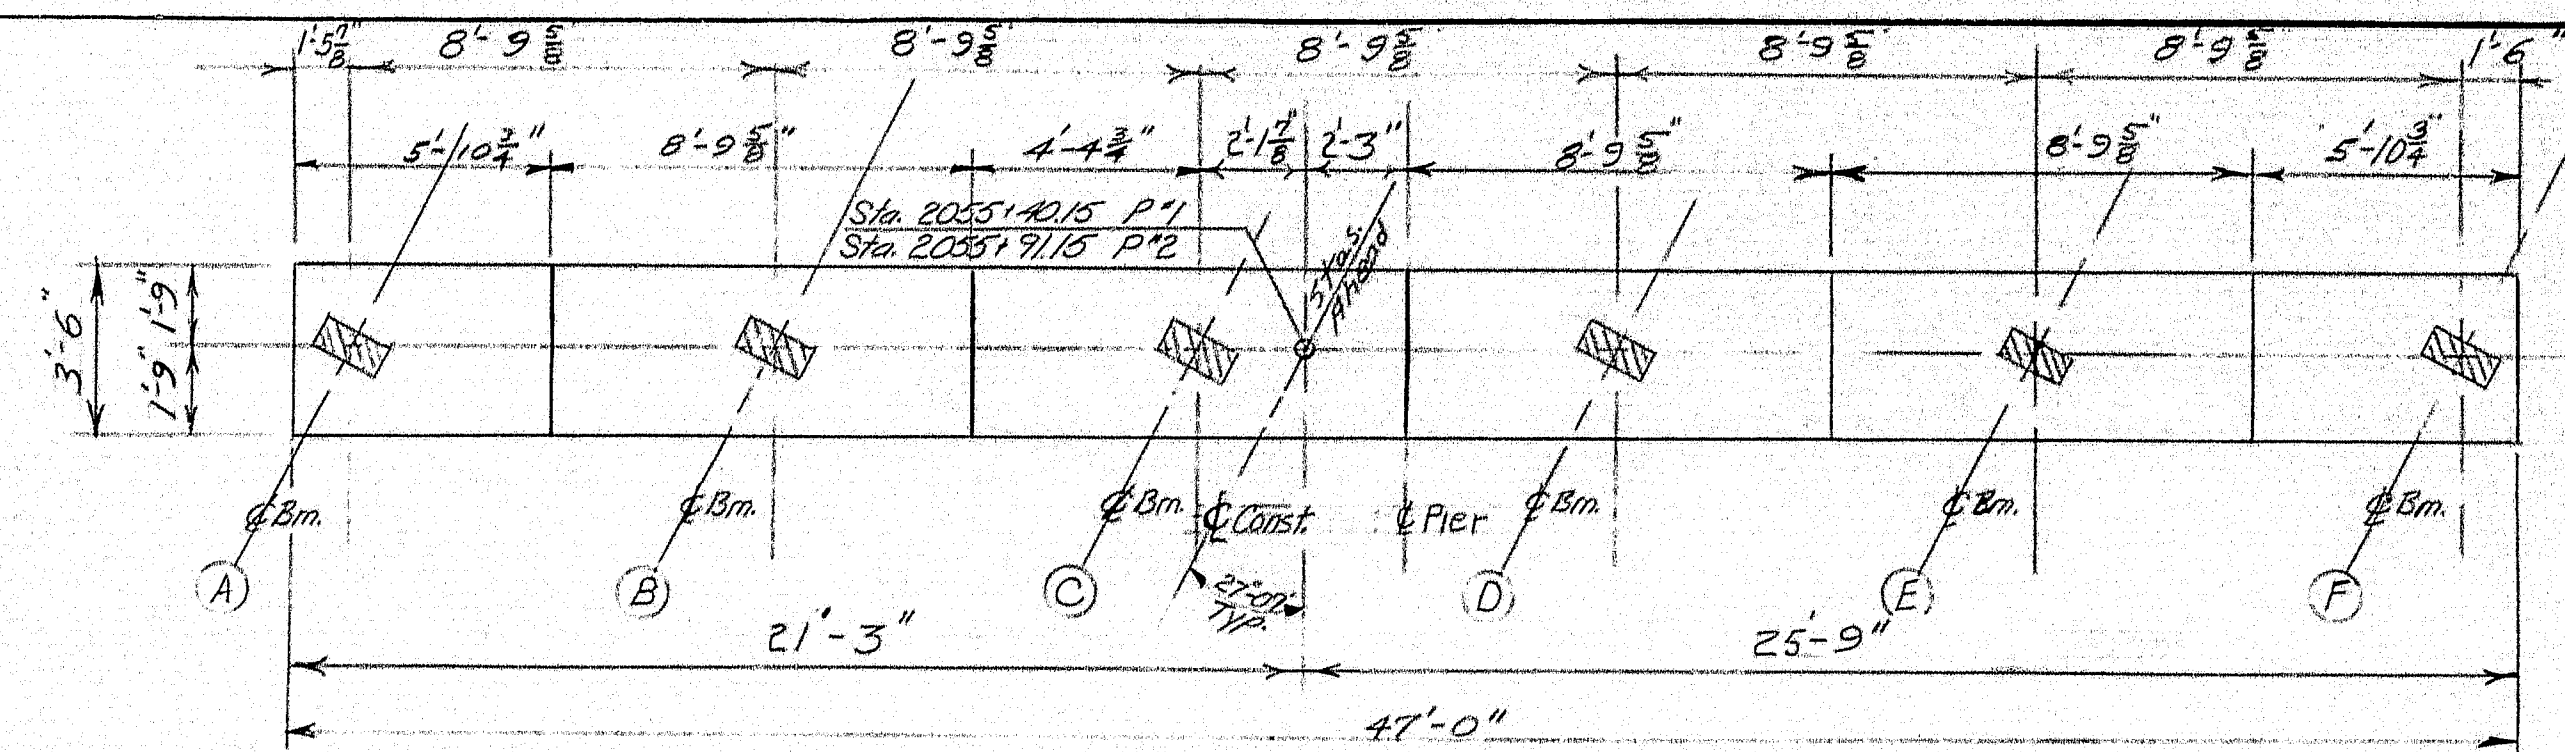 1'-5 7/8" 8'-9 5/8" 8'-9 5/8" 8'-9 5/8" 8'-9 5/8" 8'-9 5/8" 1'-6"
5'-10 3/4" 8'-9 5/8" 4'-4 3/4" 2'-1 7/8" 2'-3" 8'-9 5/8" 8'-9 5/8" 5'-10 3/4"
Sta. 2055+40.15 P#1
Sta. 2055+91.15 P#2
Stas.
Ahead
3'-6"
1'-9" 1'-9"
℄ Bm. ℄ Bm. ℄ Bm. ℄ Const. ℄ Pier ℄ Bm. ℄ Bm. ℄ Bm.
A B C D E F
27°-07'
Typ.
21'-3" 25'-9"
47'-0"